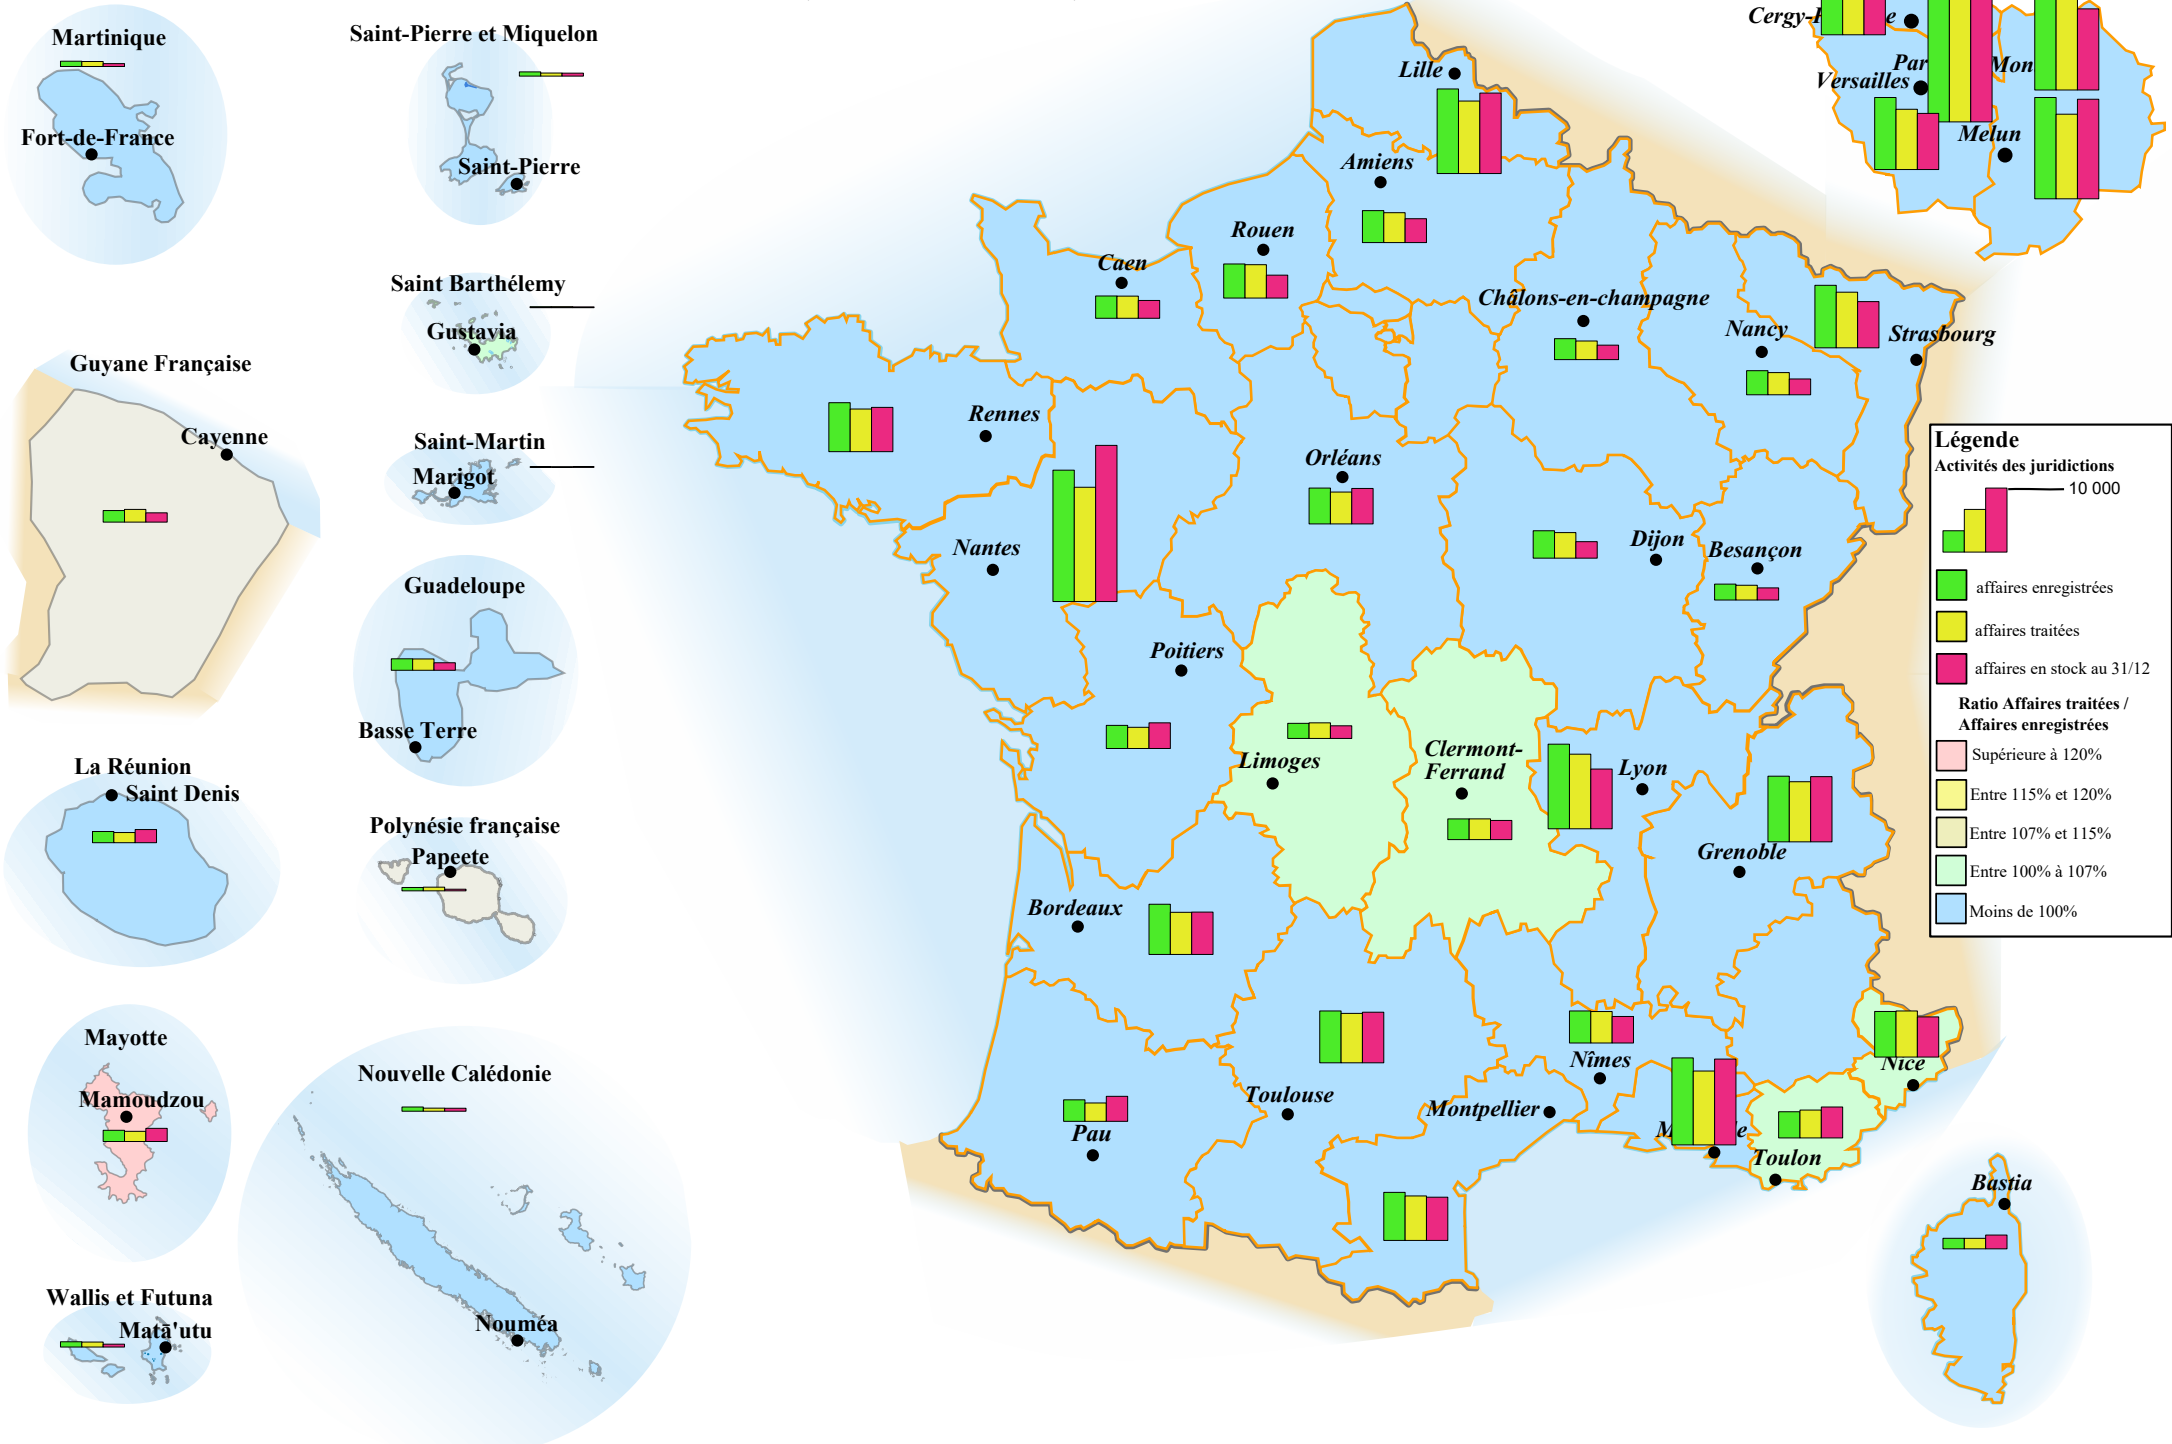 Martinique
Fort-de-France
Saint-Pierre et Miquelon
Saint-Pierre
Saint Barthélemy
Gustavia
Guyane Française
Cayenne
Saint-Martin
Marigot
Guadeloupe
Basse Terre
La Réunion
Saint Denis
Polynésie française
Papeete
Mayotte
Mamoudzou
Nouvelle Calédonie
Nouméa
Wallis et Futuna
Matā'utu
Lille
Amiens
Rouen
Caen
Châlons-en-champagne
Nancy
Strasbourg
Rennes
Orléans
Nantes
Dijon
Besançon
Poitiers
Limoges
Clermont-
Ferrand
Lyon
Grenoble
Bordeaux
Nîmes
Nice
Toulouse
Montpellier
Pau
Toulon
Bastia
Versailles
Melun
Légende
Activités des juridictions
10 000
affaires enregistrées
affaires traitées
affaires en stock au 31/12
Ratio Affaires traitées /
Affaires enregistrées
Supérieure à 120%
Entre 115% et 120%
Entre 107% et 115%
Entre 100% à 107%
Moins de 100%